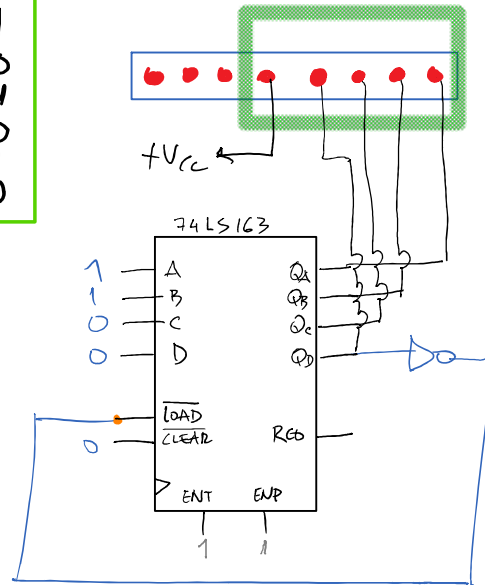 +VCC
74LS163
1 A QA
1 B QB
0 C QC
0 D QD
LOAD
0 CLEAR RCO
ENT ENP
1 1